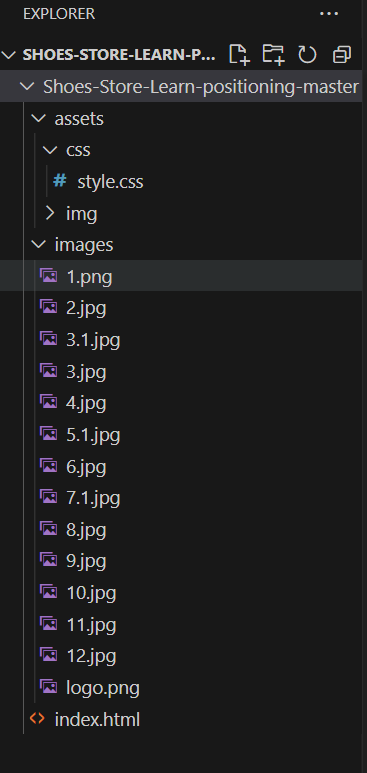 EXPLORER
SHOES-STORE-LEARN-P...
Shoes-Store-Learn-positioning-master
assets
css
# style.css
img
images
1.png
2.jpg
3.1.jpg
3.jpg
4.jpg
5.1.jpg
6.jpg
7.1.jpg
8.jpg
9.jpg
10.jpg
11.jpg
12.jpg
logo.png
index.html